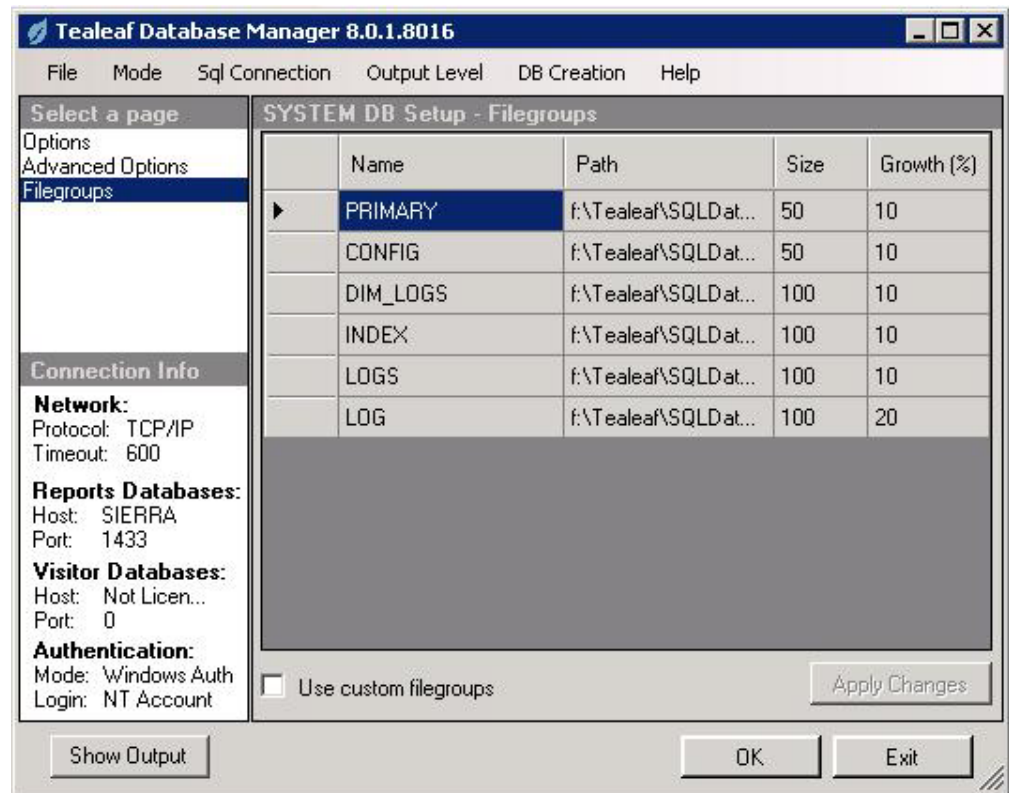 Tealeaf Database Manager 8.0.1.8016
File Mode Sql Connection Output Level DB Creation Help
Select a page
Options
Advanced Options
Filegroups
Connection Info
Network:
Protocol: TCP/IP
Timeout: 600
Reports Databases:
Host: SIERRA
Port: 1433
Visitor Databases:
Host: Not Licen...
Port: 0
Authentication:
Mode: Windows Auth
Login: NT Account
SYSTEM DB Setup - Filegroups
Name Path Size Growth (%)
PRIMARY f:\Tealeaf\SQLDat... 50 10
CONFIG f:\Tealeaf\SQLDat... 50 10
DIM_LOGS f:\Tealeaf\SQLDat... 100 10
INDEX f:\Tealeaf\SQLDat... 100 10
LOGS f:\Tealeaf\SQLDat... 100 10
LOG f:\Tealeaf\SQLDat... 100 20
Use custom filegroups
Apply Changes
Show Output
OK
Exit